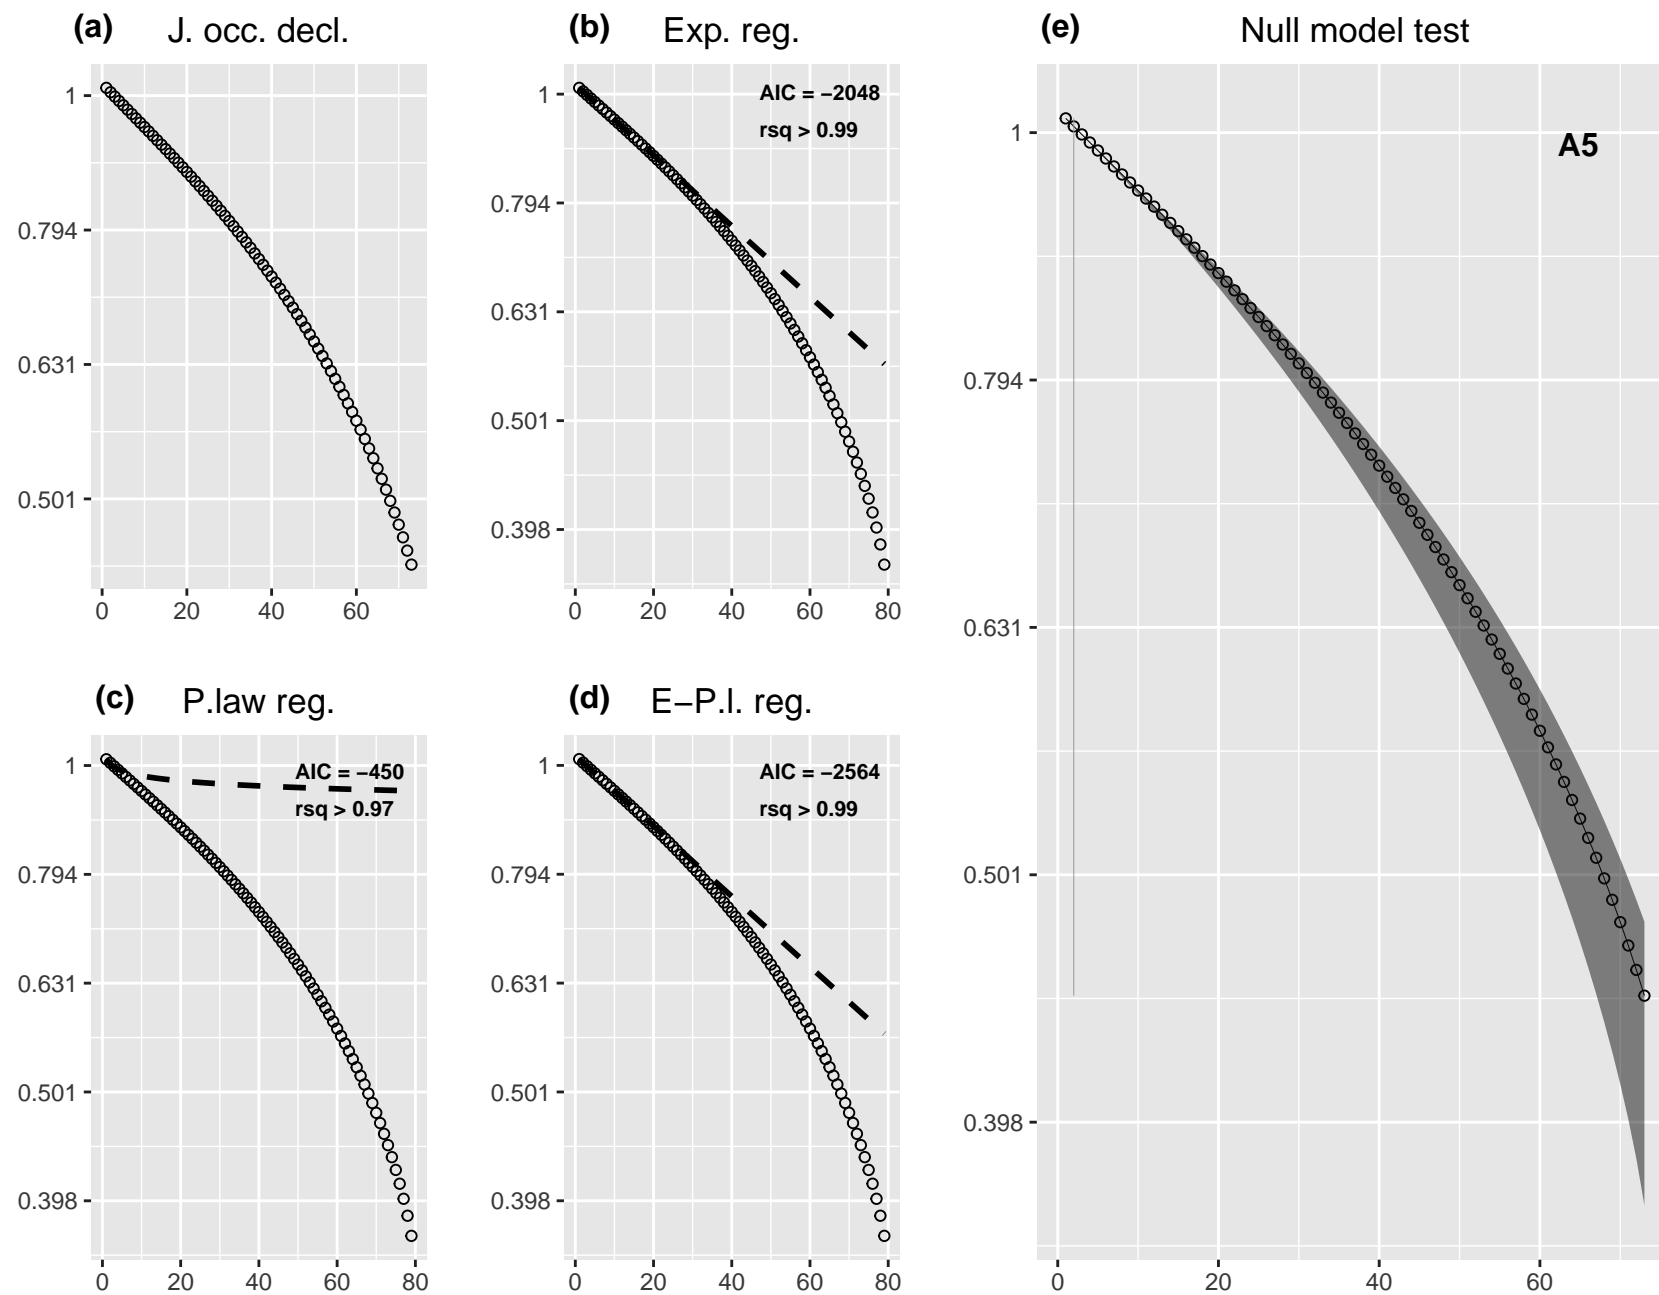 (a) J. occ. decl.
1
0.794
0.631
0.501
0 20 40 60
(b) Exp. reg.
AIC = −2048
rsq > 0.99
1
0.794
0.631
0.501
0.398
0 20 40 60 80
(c) P.law reg.
AIC = −450
rsq > 0.97
1
0.794
0.631
0.501
0.398
0 20 40 60 80
(d) E−P.l. reg.
AIC = −2564
rsq > 0.99
1
0.794
0.631
0.501
0.398
0 20 40 60 80
(e) Null model test
A5
1
0.794
0.631
0.501
0.398
0 20 40 60